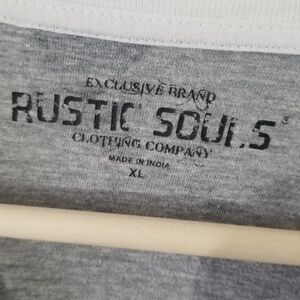 EXCLUSIVE BRAND
RUSTIC SOULS®
CLOTHING COMPANY
MADE IN INDIA
XL